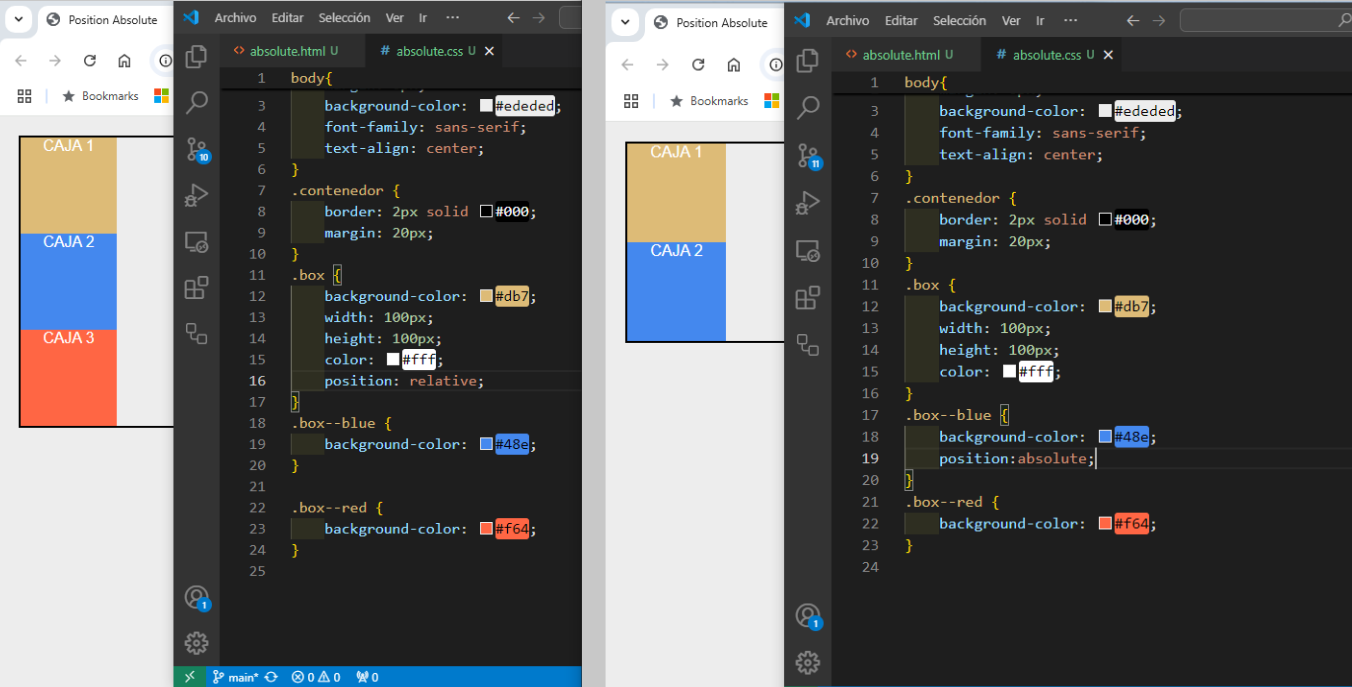 Position Absolute
Archivo Editar Selección Ver Ir ···
Bookmarks
absolute.html U
# absolute.css U
CAJA 1
CAJA 2
CAJA 3
10
1
1 body{
3 background-color: #ededed;
4 font-family: sans-serif;
5 text-align: center;
6 }
7 .contenedor {
8 border: 2px solid #000;
9 margin: 20px;
10 }
11 .box {
12 background-color: #db7;
13 width: 100px;
14 height: 100px;
15 color: #fff;
16 position: relative;
17 }
18 .box--blue {
19 background-color: #48e;
20 }
21
22 .box--red {
23 background-color: #f64;
24 }
25
main* 0 0 0
Position Absolute
Archivo Editar Selección Ver Ir ···
Bookmarks
absolute.html U
# absolute.css U
CAJA 1
CAJA 2
11
1
1 body{
3 background-color: #ededed;
4 font-family: sans-serif;
5 text-align: center;
6 }
7 .contenedor {
8 border: 2px solid #000;
9 margin: 20px;
10 }
11 .box {
12 background-color: #db7;
13 width: 100px;
14 height: 100px;
15 color: #fff;
16 }
17 .box--blue {
18 background-color: #48e;
19 position:absolute;
20 }
21 .box--red {
22 background-color: #f64;
23 }
24